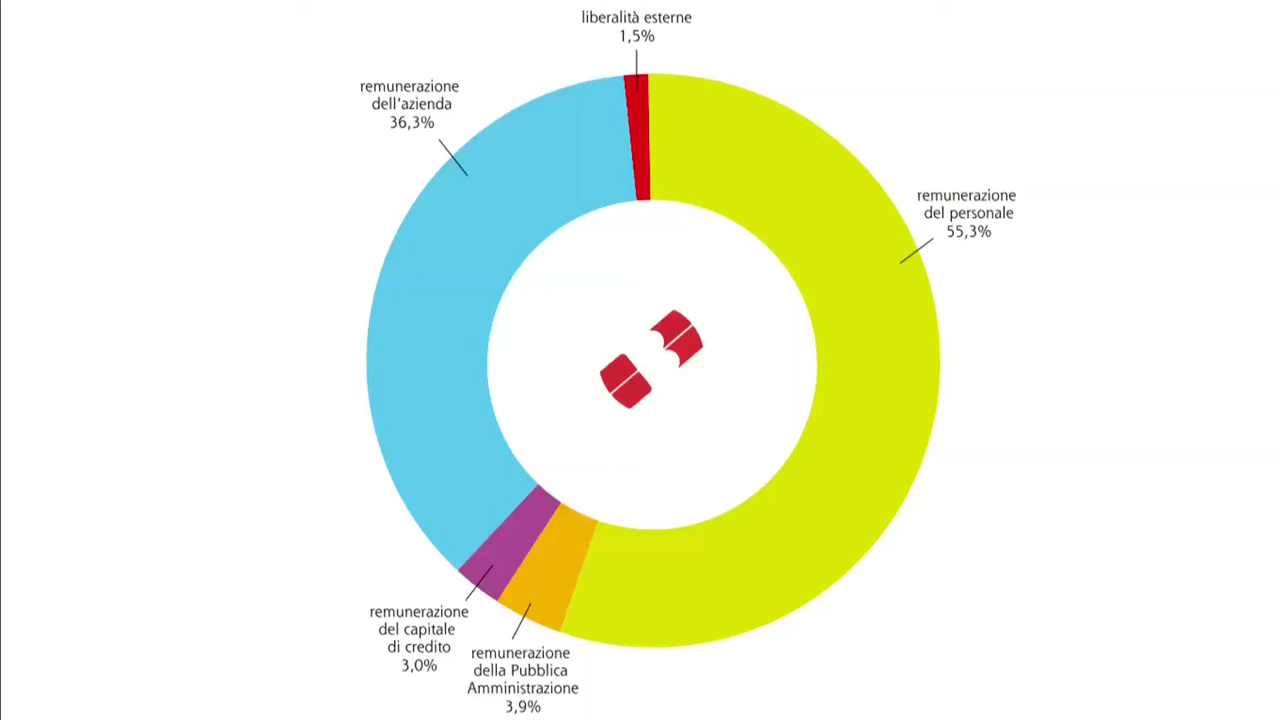 liberalità esterne
1,5%
remunerazione
dell'azienda
36,3%
remunerazione
del personale
55,3%
remunerazione
del capitale
di credito
3,0%
remunerazione
della Pubblica
Amministrazione
3,9%